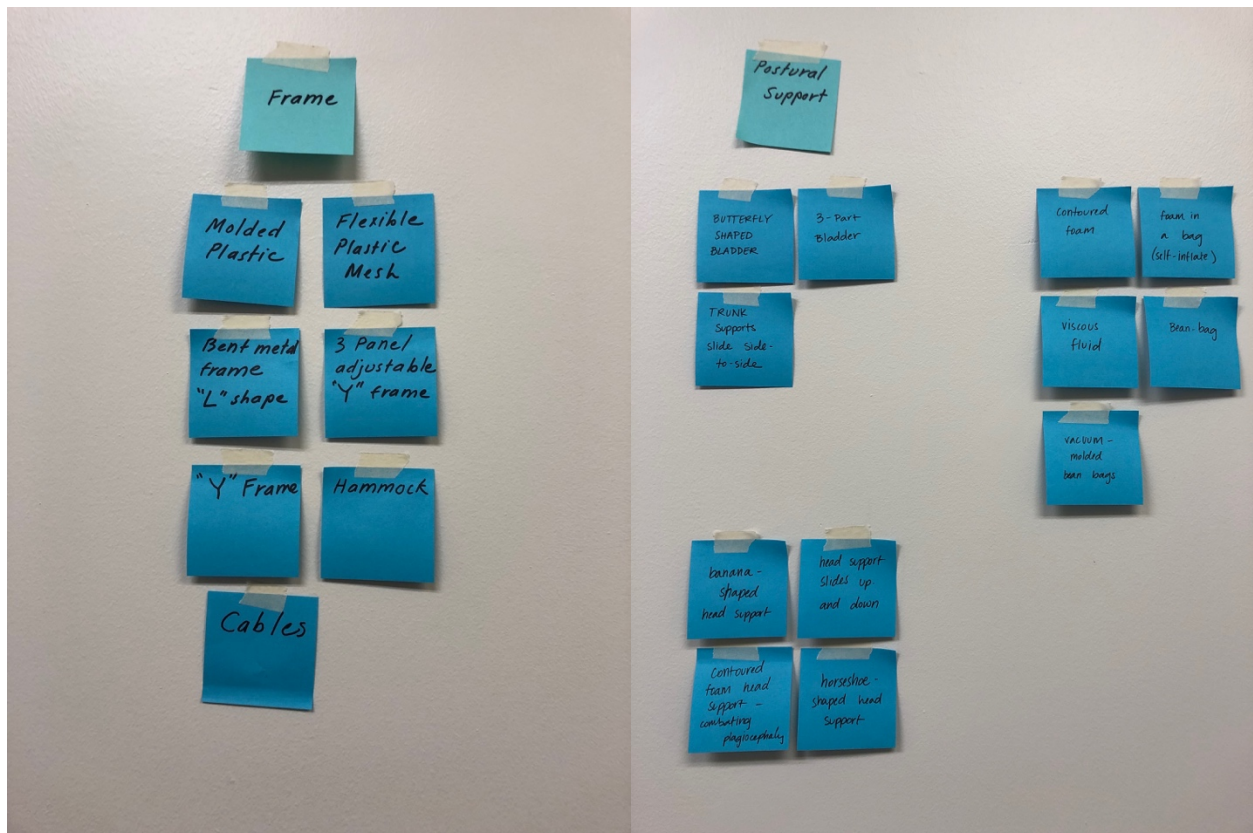 Frame
Molded
Plastic
Flexible
Plastic
Mesh
Bent metal
frame
"L" shape
3 Panel
adjustable
"Y" frame
"Y" Frame
Hammock
Cables
Postural
Support
BUTTERFLY
SHAPED
BLADDER
3-Part
Bladder
TRUNK
Supports
slide side-
to-side
contoured
foam
foam in
a bag
(self-inflate)
viscous
fluid
Bean-bag
vacuum-
molded
bean bags
banana-
shaped
head support
head support
slides up
and down
contoured
foam head
support -
combating
plagiocephaly
horseshoe-
shaped head
support